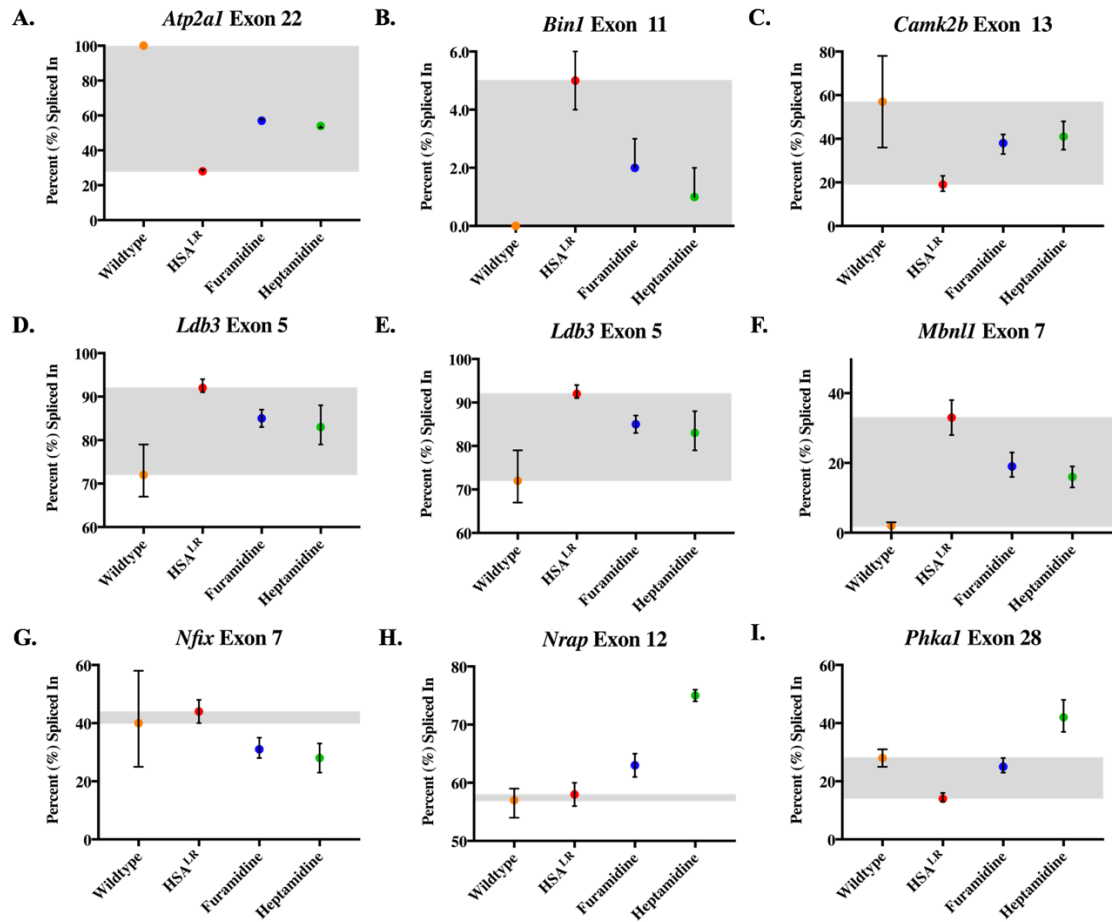 A.
Atp2a1 Exon 22
Percent (%) Spliced In
100
80
60
40
20
0
Wildtype
HSA^LR
Furamidine
Heptamidine
B.
Bin1 Exon 11
Percent (%) Spliced In
6.0
4.0
2.0
0.0
Wildtype
HSA^LR
Furamidine
Heptamidine
C.
Camk2b Exon 13
Percent (%) Spliced In
80
60
40
20
0
Wildtype
HSA^LR
Furamidine
Heptamidine
D.
Ldb3 Exon 5
Percent (%) Spliced In
100
90
80
70
60
Wildtype
HSA^LR
Furamidine
Heptamidine
E.
Ldb3 Exon 5
Percent (%) Spliced In
100
90
80
70
60
Wildtype
HSA^LR
Furamidine
Heptamidine
F.
Mbnl1 Exon 7
Percent (%) Spliced In
40
20
0
Wildtype
HSA^LR
Furamidine
Heptamidine
G.
Nfix Exon 7
Percent (%) Spliced In
60
40
20
0
Wildtype
HSA^LR
Furamidine
Heptamidine
H.
Nrap Exon 12
Percent (%) Spliced In
80
70
60
50
Wildtype
HSA^LR
Furamidine
Heptamidine
I.
Phka1 Exon 28
Percent (%) Spliced In
60
40
20
0
Wildtype
HSA^LR
Furamidine
Heptamidine